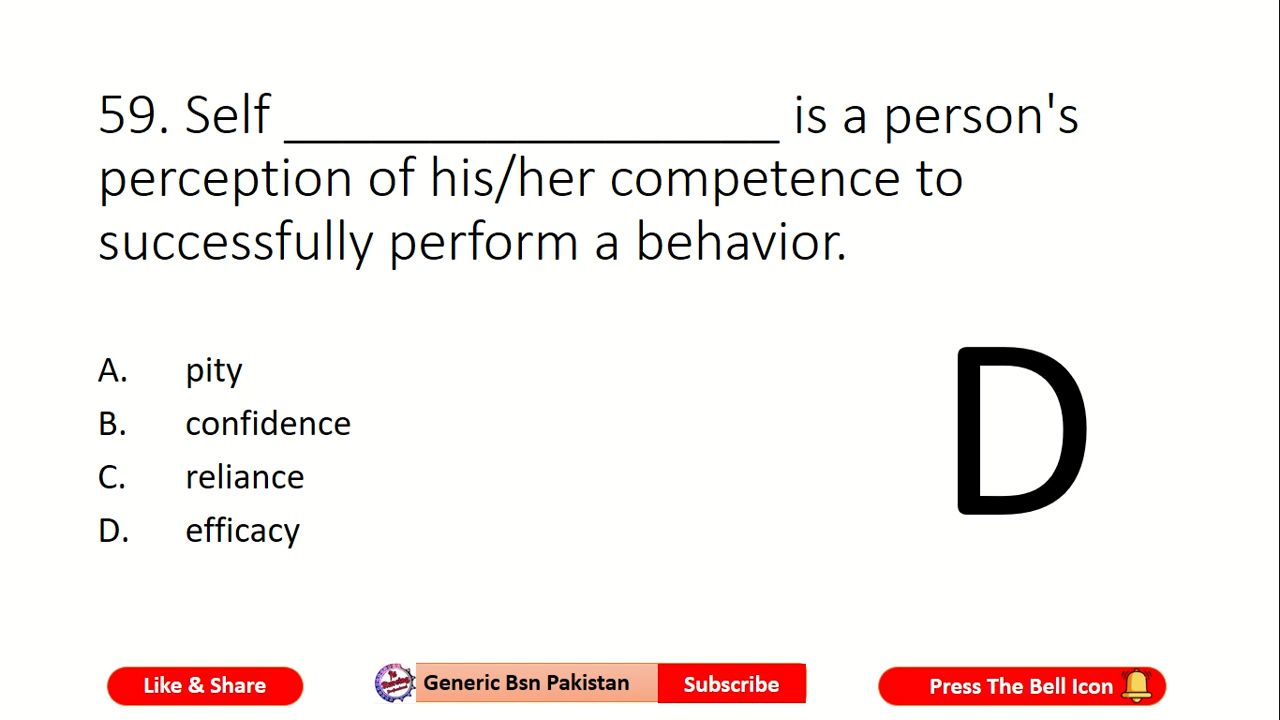 59. Self __________________ is a person's
perception of his/her competence to
successfully perform a behavior.
A. pity
B. confidence
C. reliance
D. efficacy
D
Like & Share
Generic Bsn Pakistan
Subscribe
Press The Bell Icon